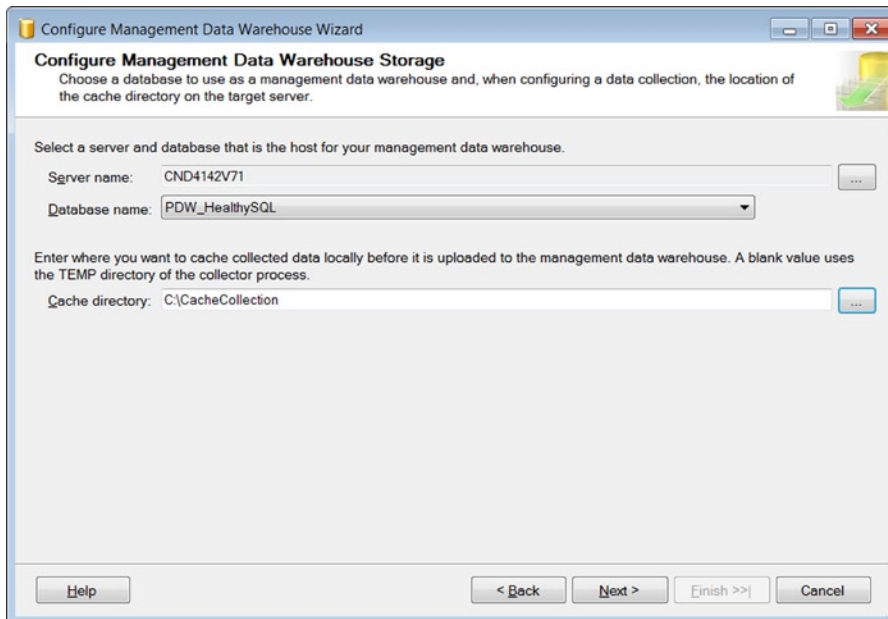 Configure Management Data Warehouse Wizard
Configure Management Data Warehouse Storage
Choose a database to use as a management data warehouse and, when configuring a data collection, the location of
the cache directory on the target server.
Select a server and database that is the host for your management data warehouse.
Server name: CND4142V71 ...
Database name: PDW_HealthySQL
Enter where you want to cache collected data locally before it is uploaded to the management data warehouse. A blank value uses
the TEMP directory of the collector process.
Cache directory: C:\CacheCollection ...
Help < Back Next > Finish >>| Cancel